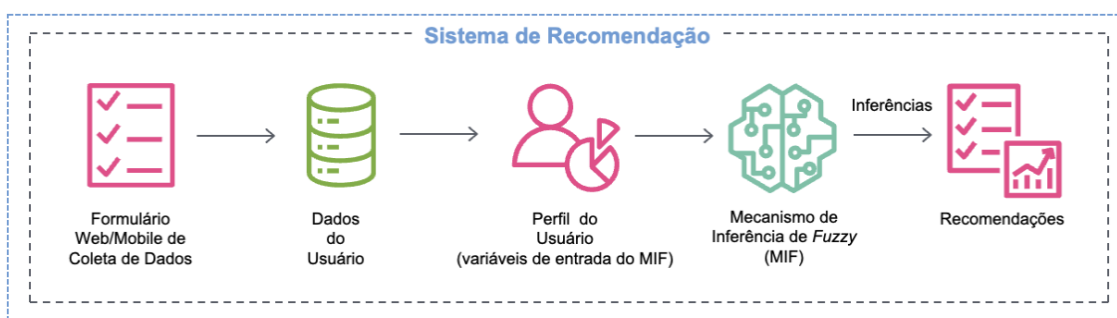 Sistema de Recomendação
Inferências
Formulário
Web/Mobile de
Coleta de Dados
Dados
do
Usuário
Perfil do
Usuário
(variáveis de entrada do MIF)
Mecanismo de
Inferência de Fuzzy
(MIF)
Recomendações